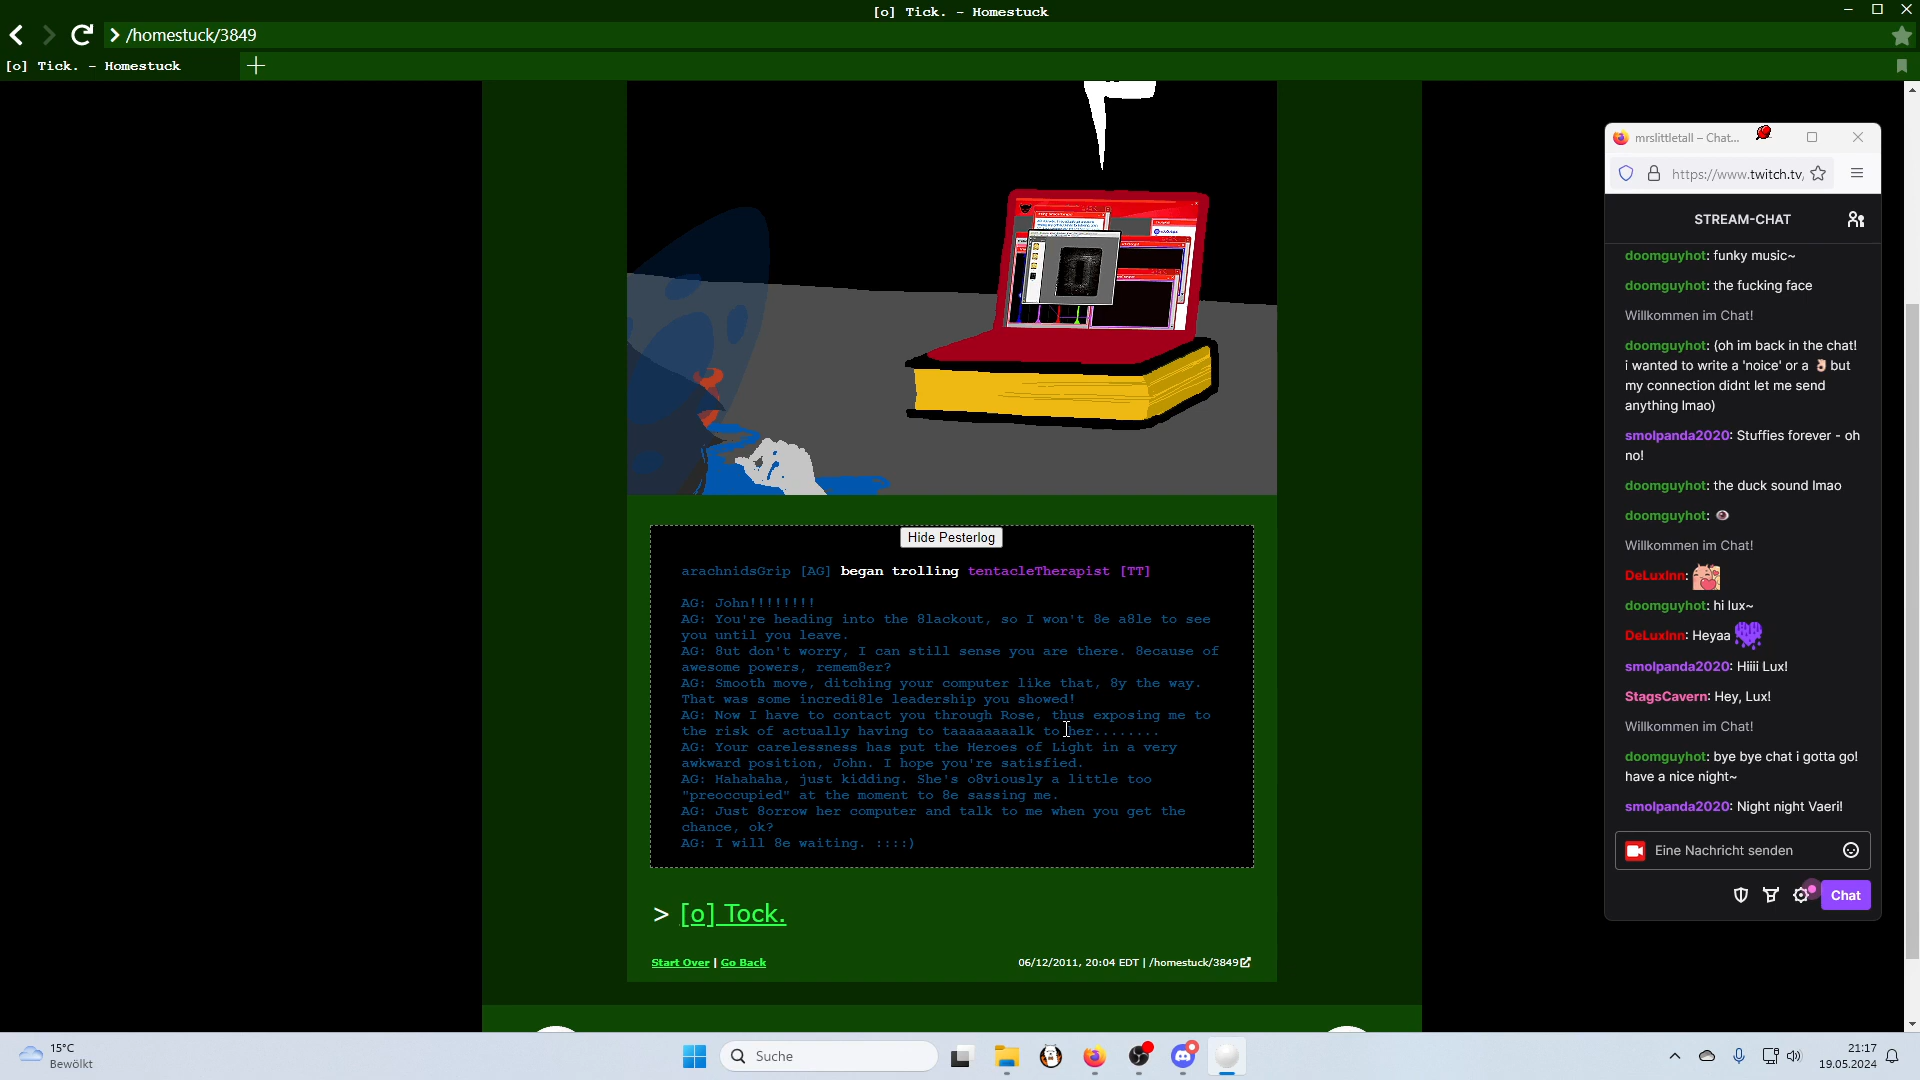 [o] Tick. - Homestuck
/homestuck/3849
[o] Tick. - Homestuck
Hide Pesterlog
arachnidsGrip [AG] began trolling tentacleTherapist [TT]
AG: John!!!!!!!!
AG: You're heading into the 8lackout, so I won't 8e a8le to see
you until you leave.
AG: 8ut don't worry, I can still sense you are there. 8ecause of
awesome powers, remem8er?
AG: Smooth move, ditching your computer like that, 8y the way.
That was some incredi8le leadership you showed!
AG: Now I have to contact you through Rose, thus exposing me to
the risk of actually having to taaaaaaaalk to her........
AG: Your carelessness has put the Heroes of Light in a very
awkward position, John. I hope you're satisfied.
AG: Hahahaha, just kidding. She's o8viously a little too
"preoccupied" at the moment to 8e sassing me.
AG: Just 8orrow her computer and talk to me when you get the
chance, ok?
AG: I will 8e waiting. ::::)
> [o] Tock.
Start Over | Go Back
06/12/2011, 20:04 EDT | /homestuck/3849
mrslittletall – Chat...
https://www.twitch.tv,
STREAM-CHAT
doomguyhot: funky music~
doomguyhot: the fucking face
Willkommen im Chat!
doomguyhot: (oh im back in the chat!
i wanted to write a 'noice' or a 👌 but
my connection didnt let me send
anything lmao)
smolpanda2020: Stuffies forever - oh
no!
doomguyhot: the duck sound lmao
doomguyhot: 👁
Willkommen im Chat!
DeLuxInn:
doomguyhot: hi lux~
DeLuxInn: Heyaa
smolpanda2020: Hiiii Lux!
StagsCavern: Hey, Lux!
Willkommen im Chat!
doomguyhot: bye bye chat i gotta go!
have a nice night~
smolpanda2020: Night night Vaeri!
Eine Nachricht senden
Chat
15°C
Bewölkt
Suche
21:17
19.05.2024